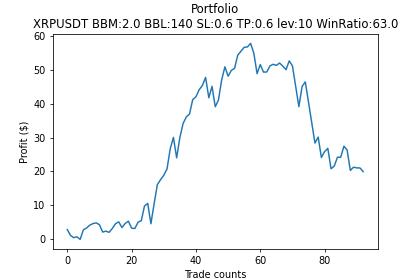 Portfolio
XRPUSDT BBM:2.0 BBL:140 SL:0.6 TP:0.6 lev:10 WinRatio:63.0
60
50
40
30
20
10
0
Profit ($)
0 20 40 60 80
Trade counts